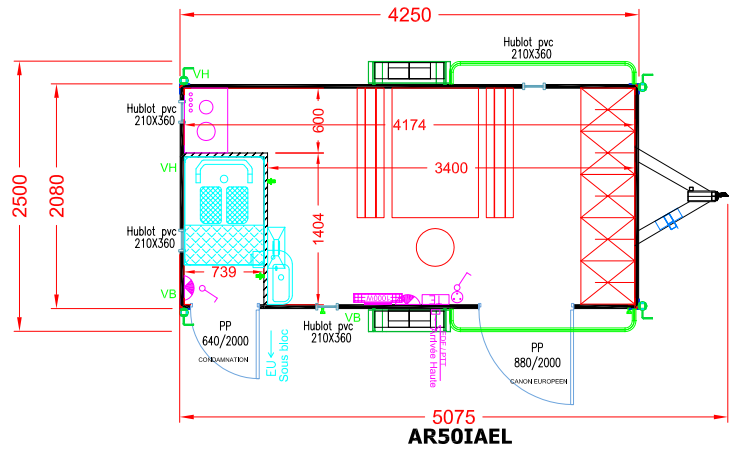 4250
Hublot pvc
210X360
VH
Hublot pvc
210X360
600
4174
VH
3400
2500
2080
1404
Hublot pvc
210X360
739
VB
1000W
VB
PP
640/2000
CONDAMNATION
Hublot pvc
210X360
EU
Sous bloc
Arrivée Haute
PP
880/2000
CANON EUROPEEN
5075
AR50IAEL